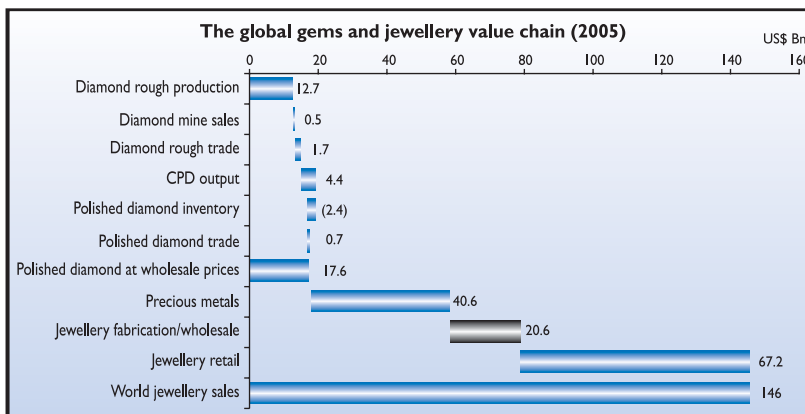 The global gems and jewellery value chain (2005)
US$ Bn
0 20 40 60 80 100 120 140 160
Diamond rough production 12.7
Diamond mine sales 0.5
Diamond rough trade 1.7
CPD output 4.4
Polished diamond inventory (2.4)
Polished diamond trade 0.7
Polished diamond at wholesale prices 17.6
Precious metals 40.6
Jewellery fabrication/wholesale 20.6
Jewellery retail 67.2
World jewellery sales 146